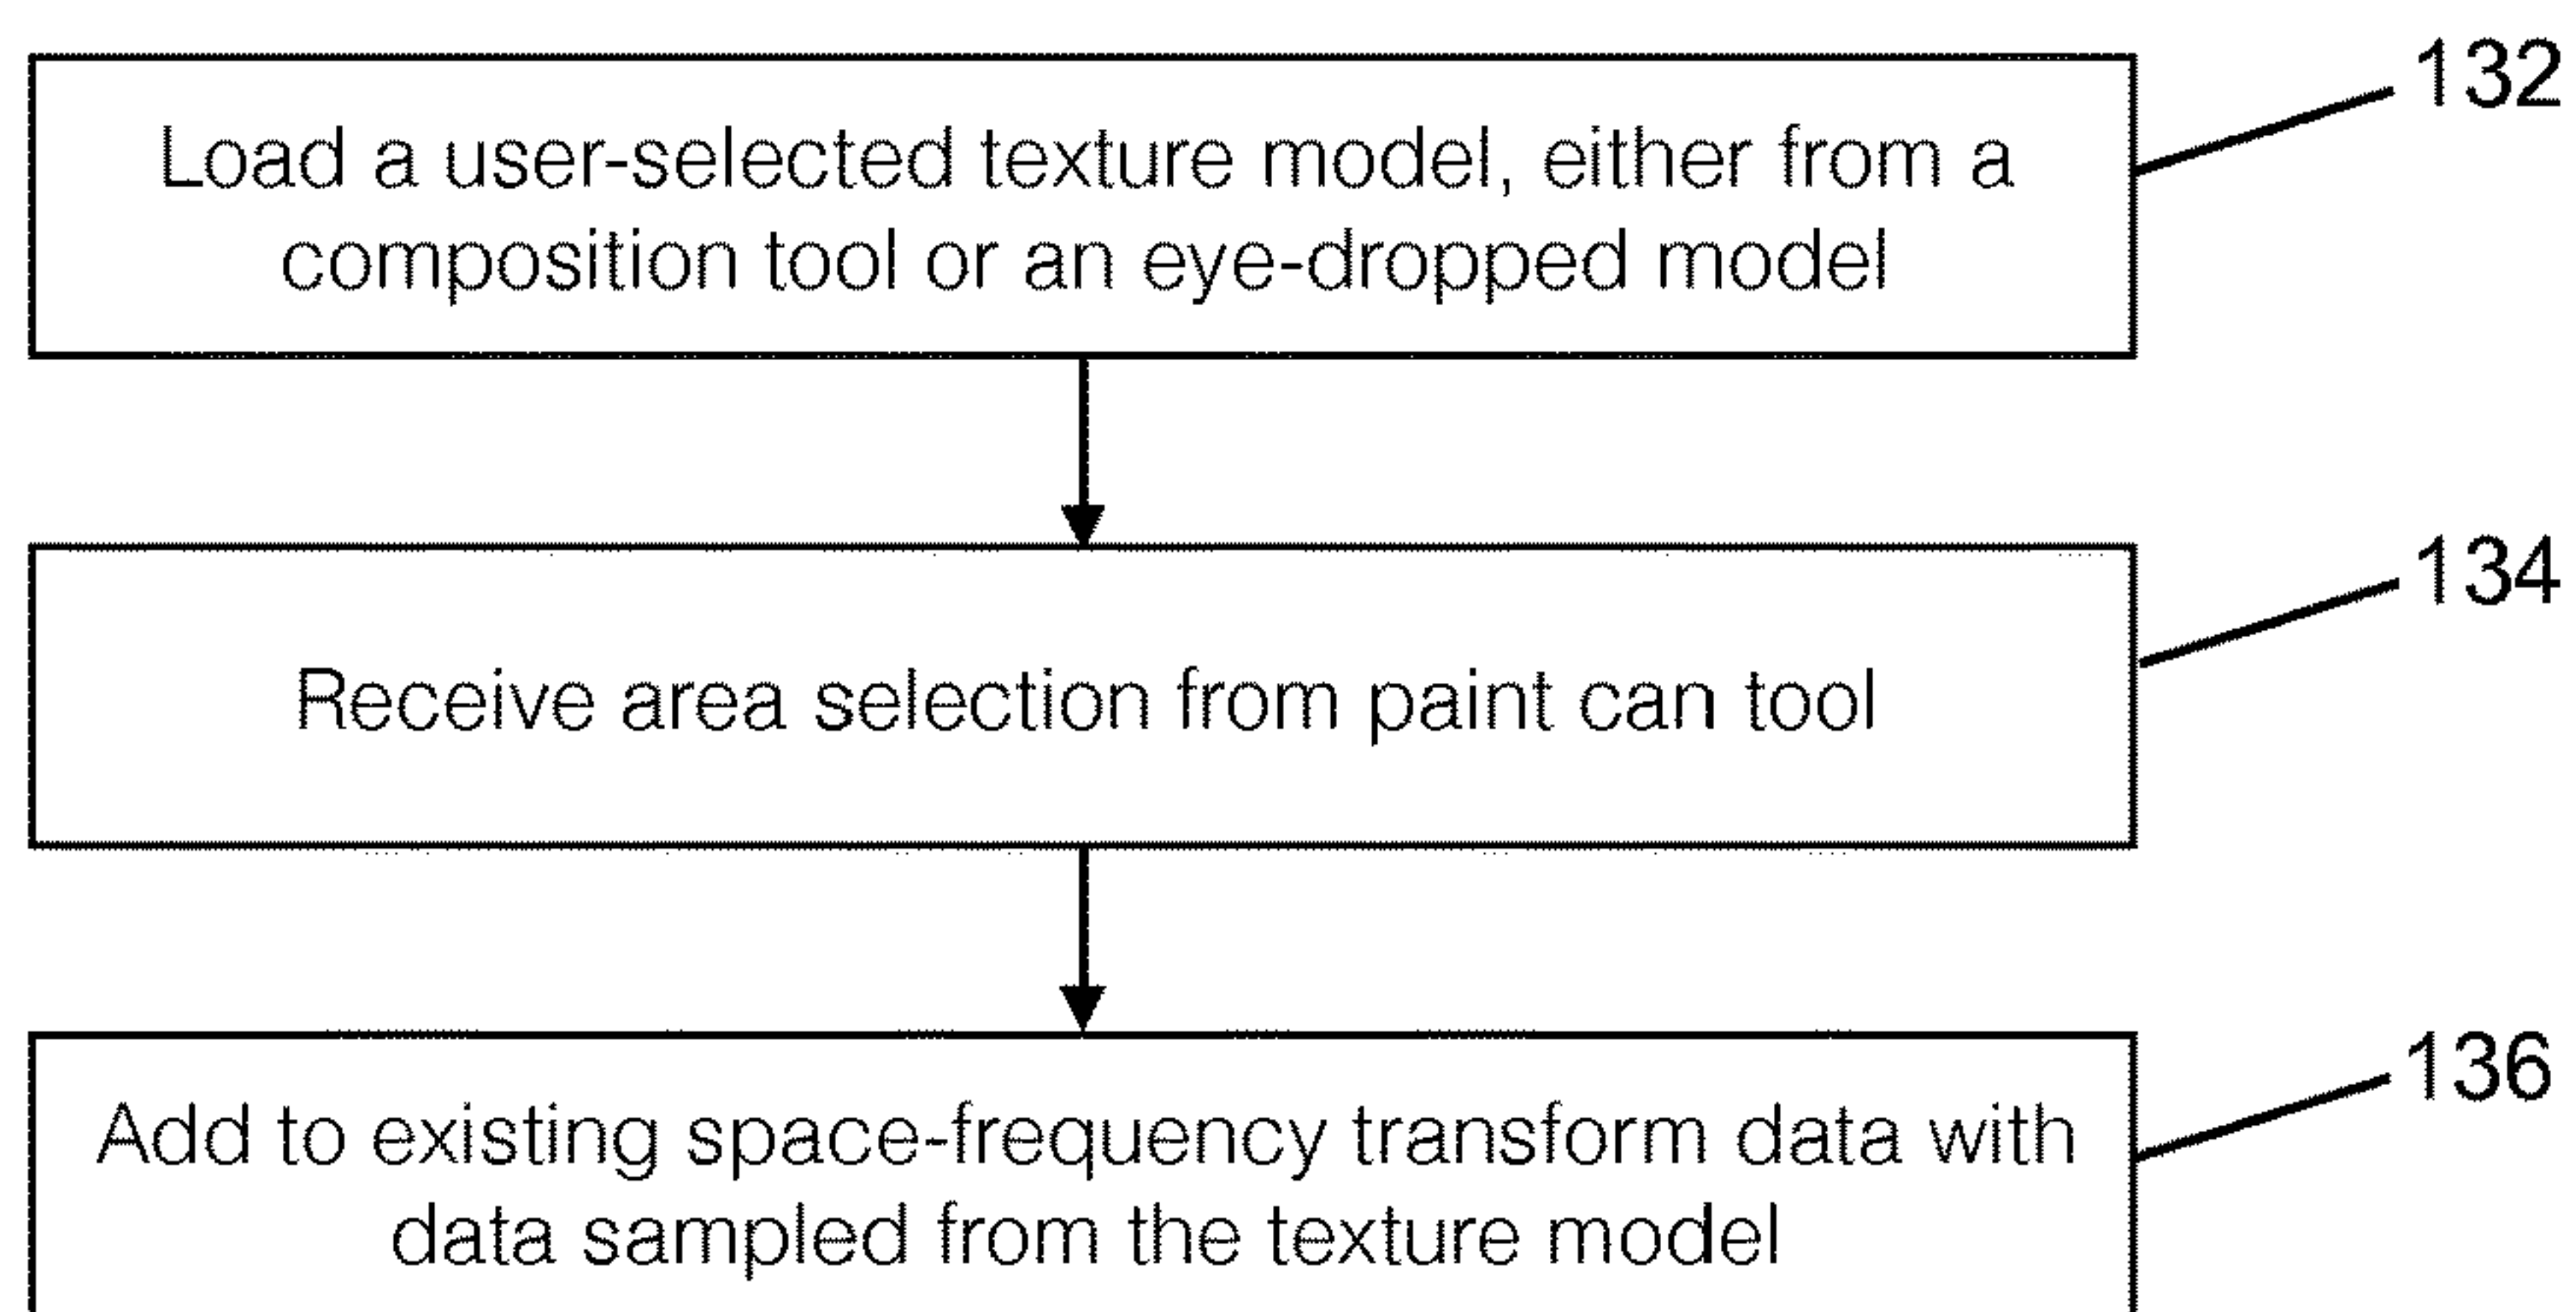 132
Load a user-selected texture model, either from a
composition tool or an eye-dropped model
134
Receive area selection from paint can tool
136
Add to existing space-frequency transform data with
data sampled from the texture model